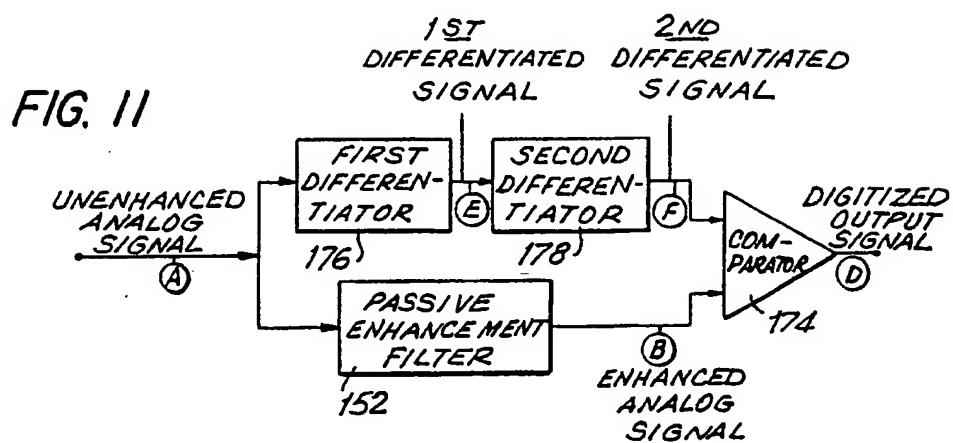 FIG. 11
1ST
DIFFERENTIATED
SIGNAL
2ND
DIFFERENTIATED
SIGNAL
UNENHANCED
ANALOG
SIGNAL
A
FIRST
DIFFEREN-
TIATOR
176
E
SECOND
DIFFEREN-
TIATOR
178
F
COM-
PARATOR
174
DIGITIZED
OUTPUT
SIGNAL
D
PASSIVE
ENHANCEMENT
FILTER
152
B
ENHANCED
ANALOG
SIGNAL